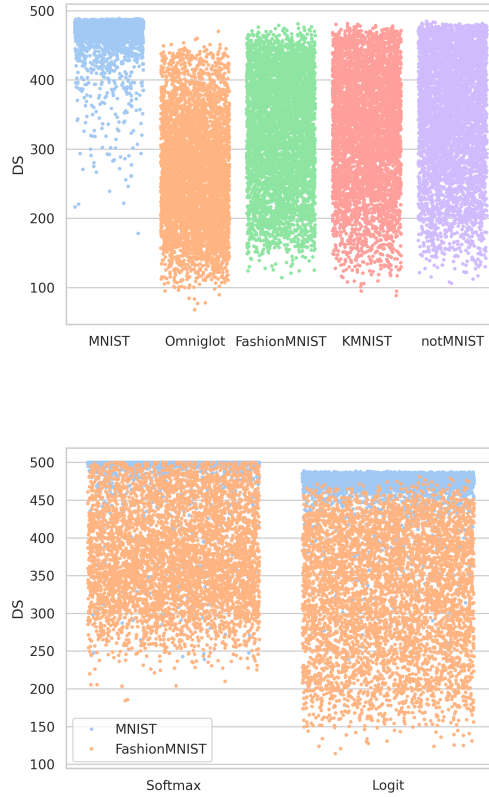 500
400
300
200
100
DS
MNIST Omniglot FashionMNIST KMNIST notMNIST
500
450
400
350
300
250
200
150
100
DS
MNIST
FashionMNIST
Softmax Logit